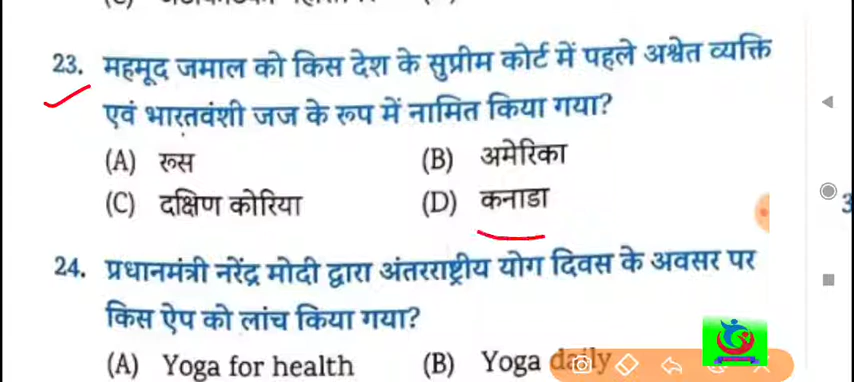 23. महमूद जमाल को किस देश के सुप्रीम कोर्ट में पहले अश्वेत व्यक्ति
एवं भारतवंशी जज के रूप में नामित किया गया?
(A) रूस (B) अमेरिका
(C) दक्षिण कोरिया (D) कनाडा
24. प्रधानमंत्री नरेंद्र मोदी द्वारा अंतरराष्ट्रीय योग दिवस के अवसर पर
किस ऐप को लांच किया गया?
(A) Yoga for health (B) Yoga daily